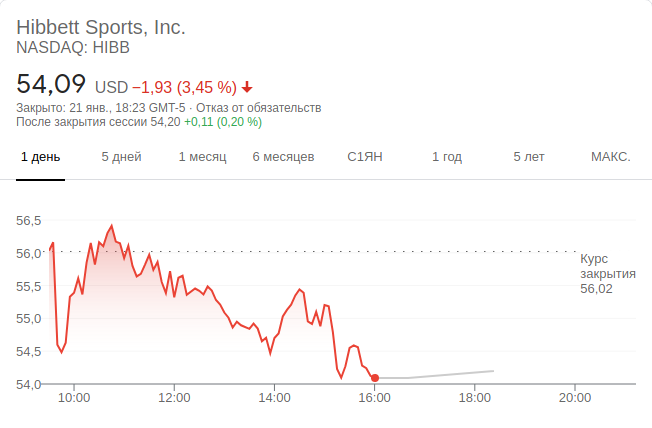 Hibbett Sports, Inc.
NASDAQ: HIBB
54,09 USD −1,93 (3,45 %)
Закрыто: 21 янв., 18:23 GMT-5 · Отказ от обязательств
После закрытия сессии 54,20 +0,11 (0,20 %)
1 день 5 дней 1 месяц 6 месяцев С1ЯН 1 год 5 лет МАКС.
56,5
56,0
55,5
55,0
54,5
54,0
Курс
закрытия
56,02
10:00 12:00 14:00 16:00 18:00 20:00